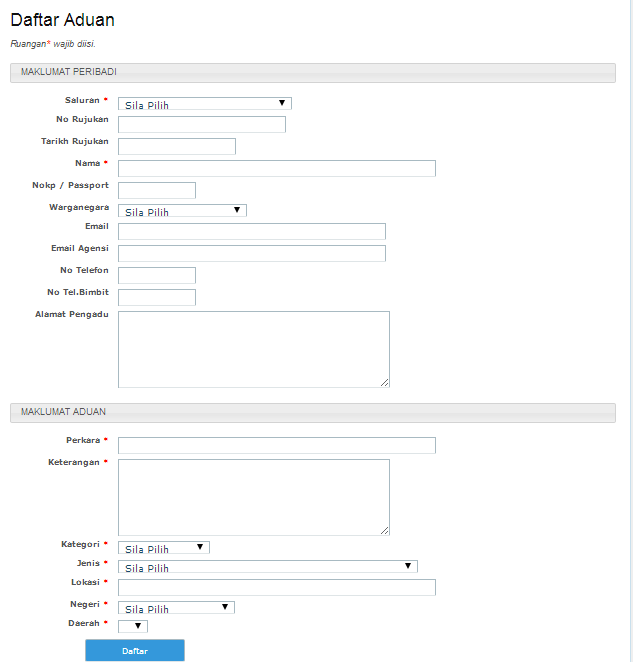 Daftar Aduan
Ruangan* wajib diisi.
MAKLUMAT PERIBADI
Saluran * Sila Pilih
No Rujukan
Tarikh Rujukan
Nama *
Nokp / Passport
Warganegara Sila Pilih
Email
Email Agensi
No Telefon
No Tel.Bimbit
Alamat Pengadu
MAKLUMAT ADUAN
Perkara *
Keterangan *
Kategori * Sila Pilih
Jenis * Sila Pilih
Lokasi *
Negeri * Sila Pilih
Daerah *
Daftar